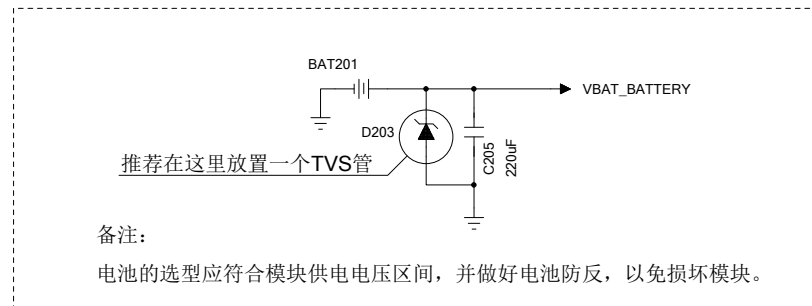 BAT201
VBAT_BATTERY
D203
C205
220uF
推荐在这里放置一个TVS管
备注：
电池的选型应符合模块供电电压区间，并做好电池防反，以免损坏模块。